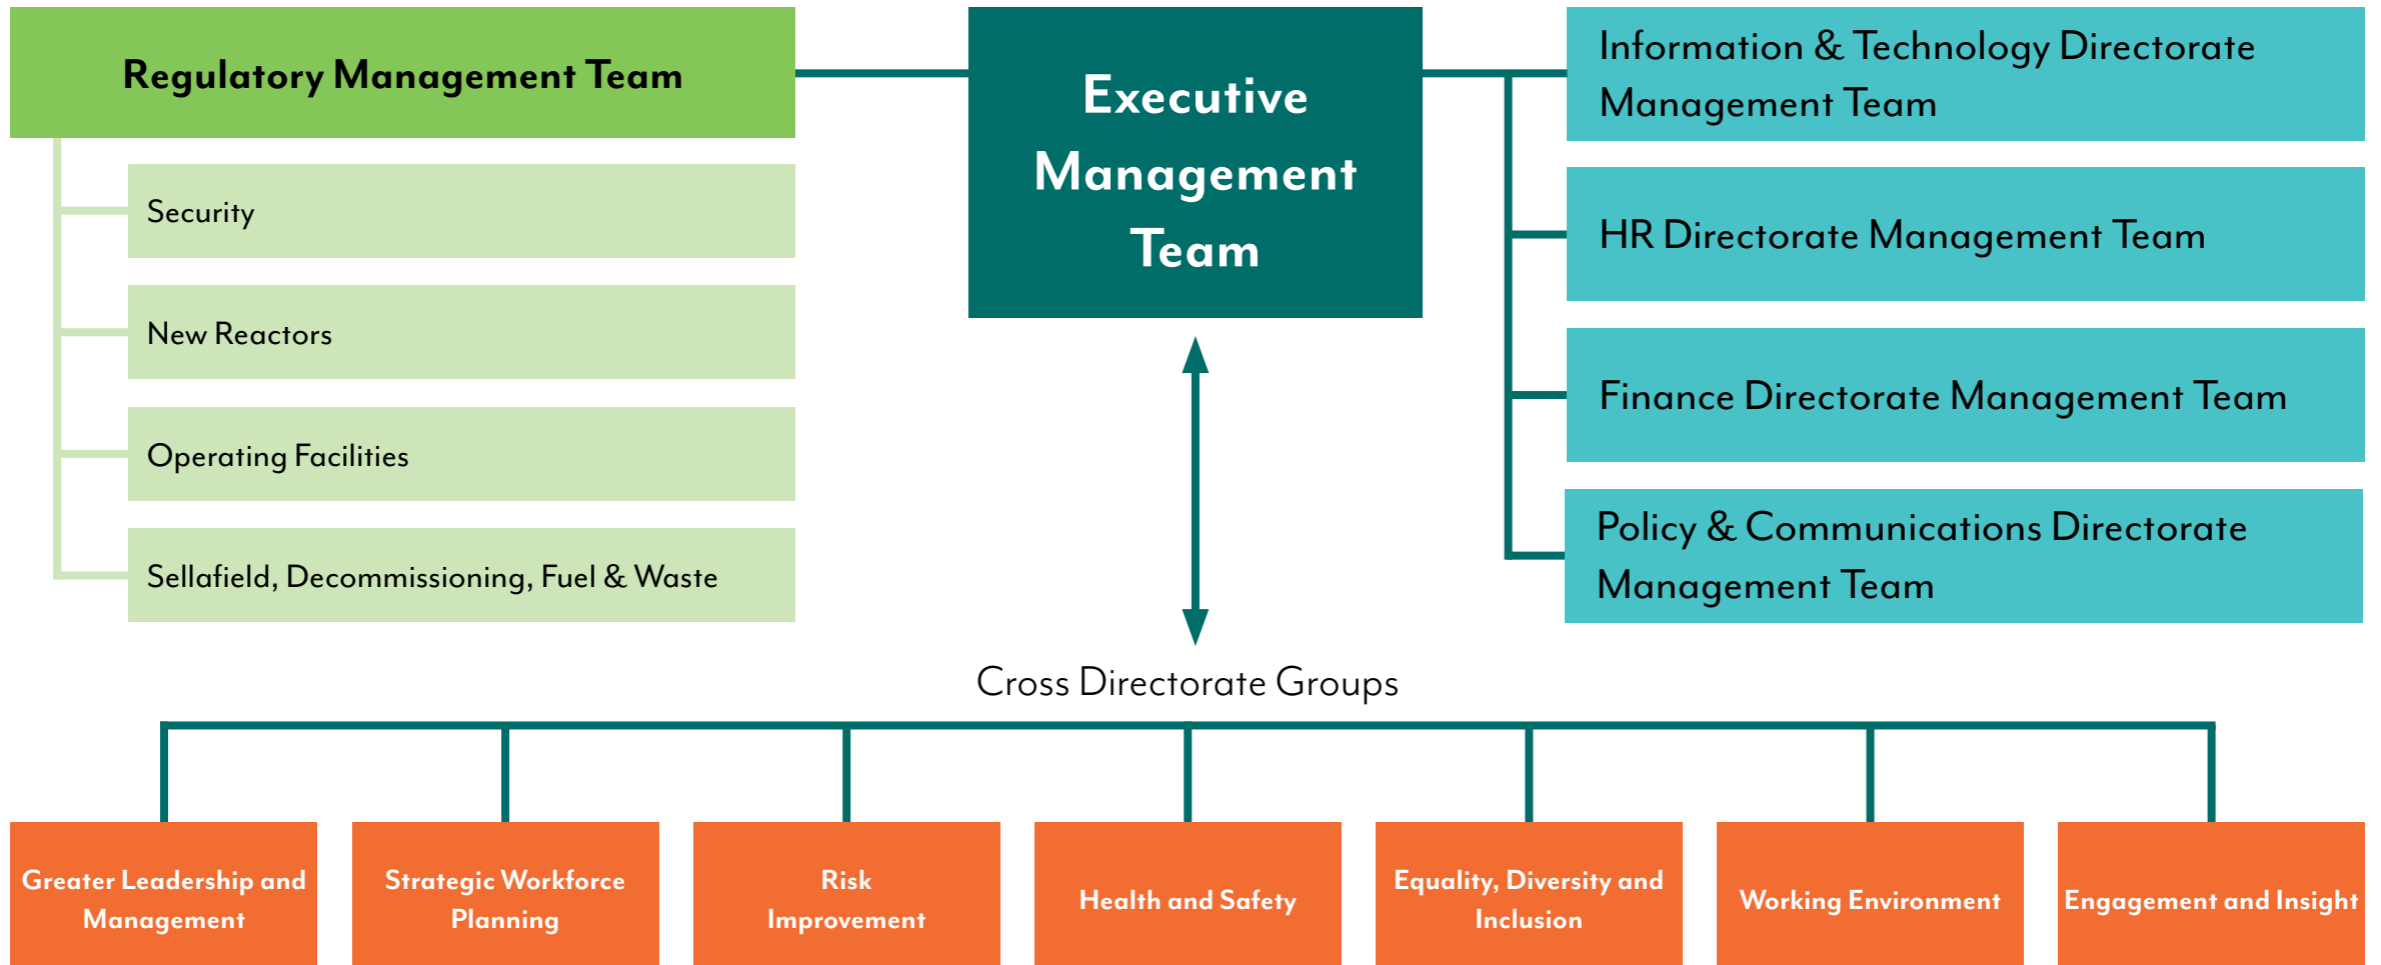 Regulatory Management Team
Security
New Reactors
Operating Facilities
Sellafield, Decommissioning, Fuel & Waste
Executive
Management
Team
Information & Technology Directorate
Management Team
HR Directorate Management Team
Finance Directorate Management Team
Policy & Communications Directorate
Management Team
Cross Directorate Groups
Greater Leadership and
Management
Strategic Workforce
Planning
Risk
Improvement
Health and Safety
Equality, Diversity and
Inclusion
Working Environment
Engagement and Insight